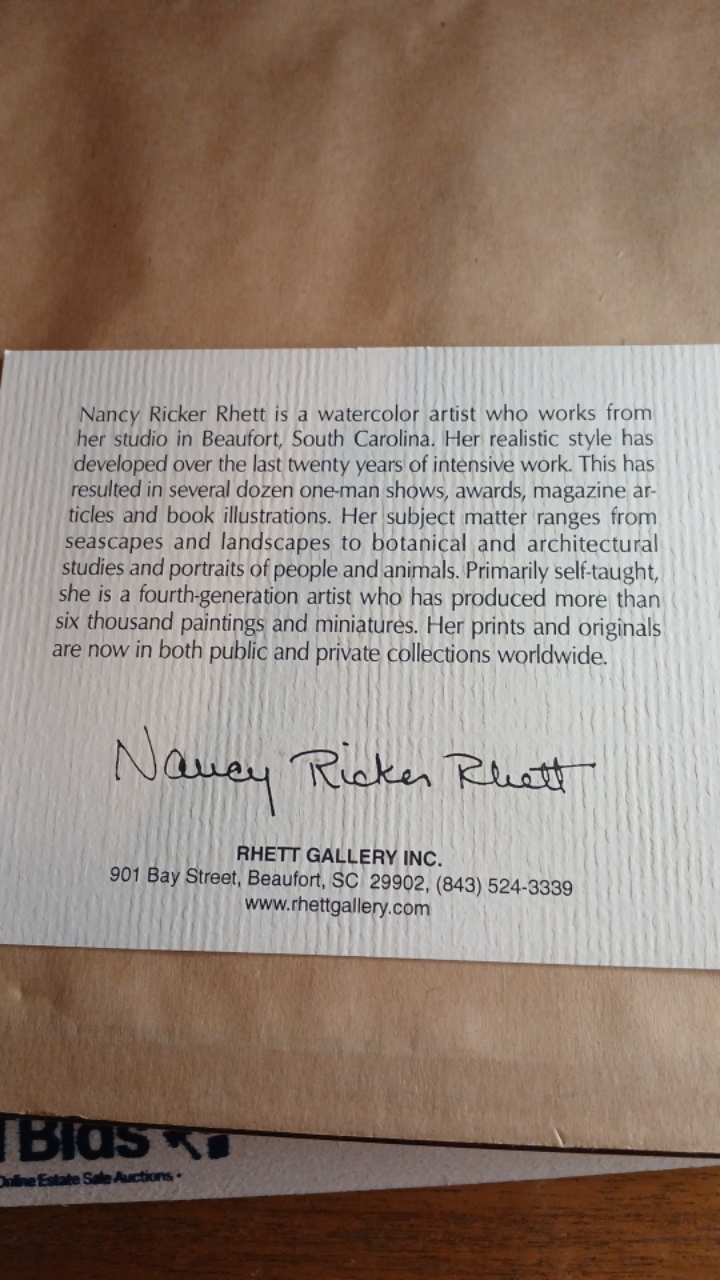 Nancy Ricker Rhett is a watercolor artist who works from
her studio in Beaufort, South Carolina. Her realistic style has
developed over the last twenty years of intensive work. This has
resulted in several dozen one-man shows, awards, magazine ar-
ticles and book illustrations. Her subject matter ranges from
seascapes and landscapes to botanical and architectural
studies and portraits of people and animals. Primarily self-taught,
she is a fourth-generation artist who has produced more than
six thousand paintings and miniatures. Her prints and originals
are now in both public and private collections worldwide.
Nancy Ricker Rhett
RHETT GALLERY INC.
901 Bay Street, Beaufort, SC 29902, (843) 524-3339
www.rhettgallery.com
Bids
Online Estate Sale Auctions •